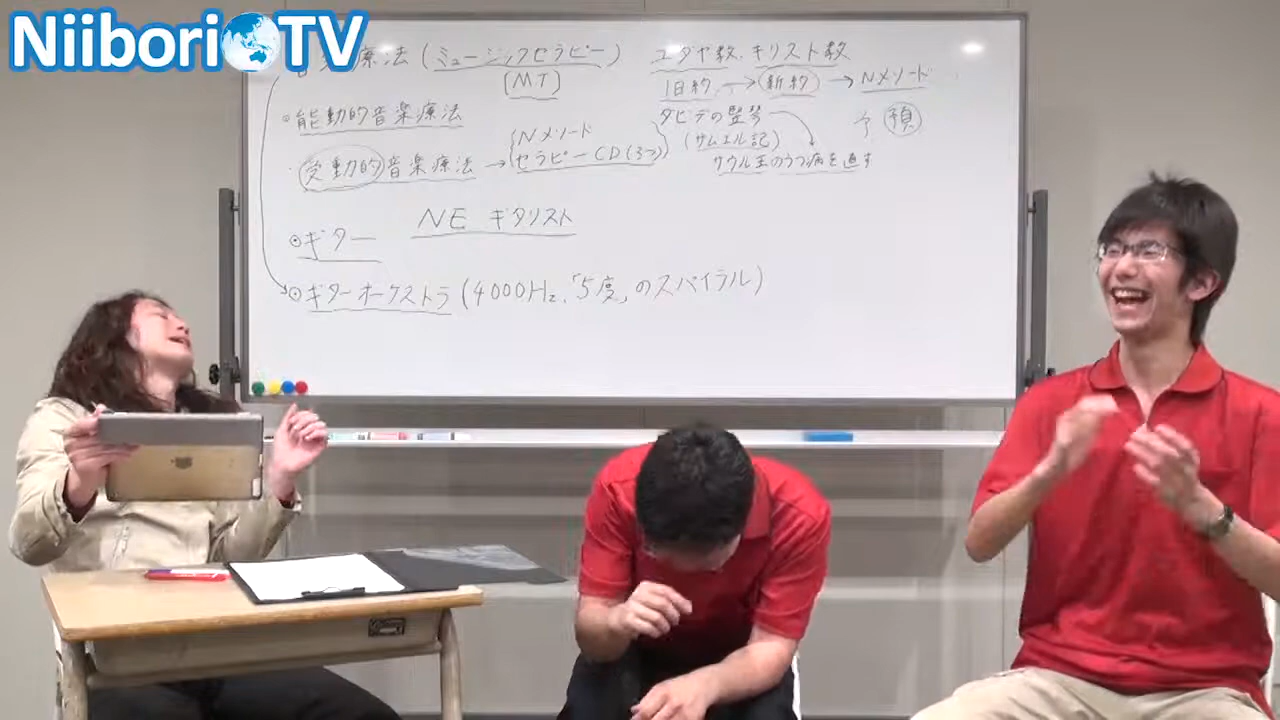 Niibori TV
音楽療法(ミュージックセラピー)
(MT)
・能動的音楽療法
・受動的音楽療法→
Nメソード
セラピーCD(3つ)
◎ギター NE ギタリスト
◎ギターオーケストラ(4000Hz、「5度」のスパイラル)
ユダヤ教、キリスト教
旧約→新約→Nメソード
ダビデの竪琴
(サムエル記)
サウル王のうつ病を直す
予 預